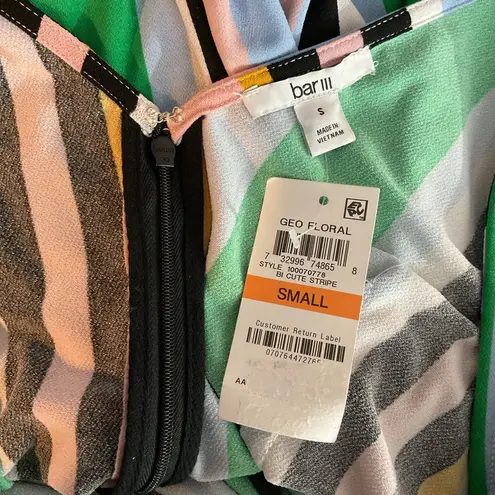 bar III
S
MADE IN
VIETNAM
GEO FLORAL
7 32996 74865 8
STYLE 100070778
BI CUTE STRIPE
SMALL
Customer Return Label
AA